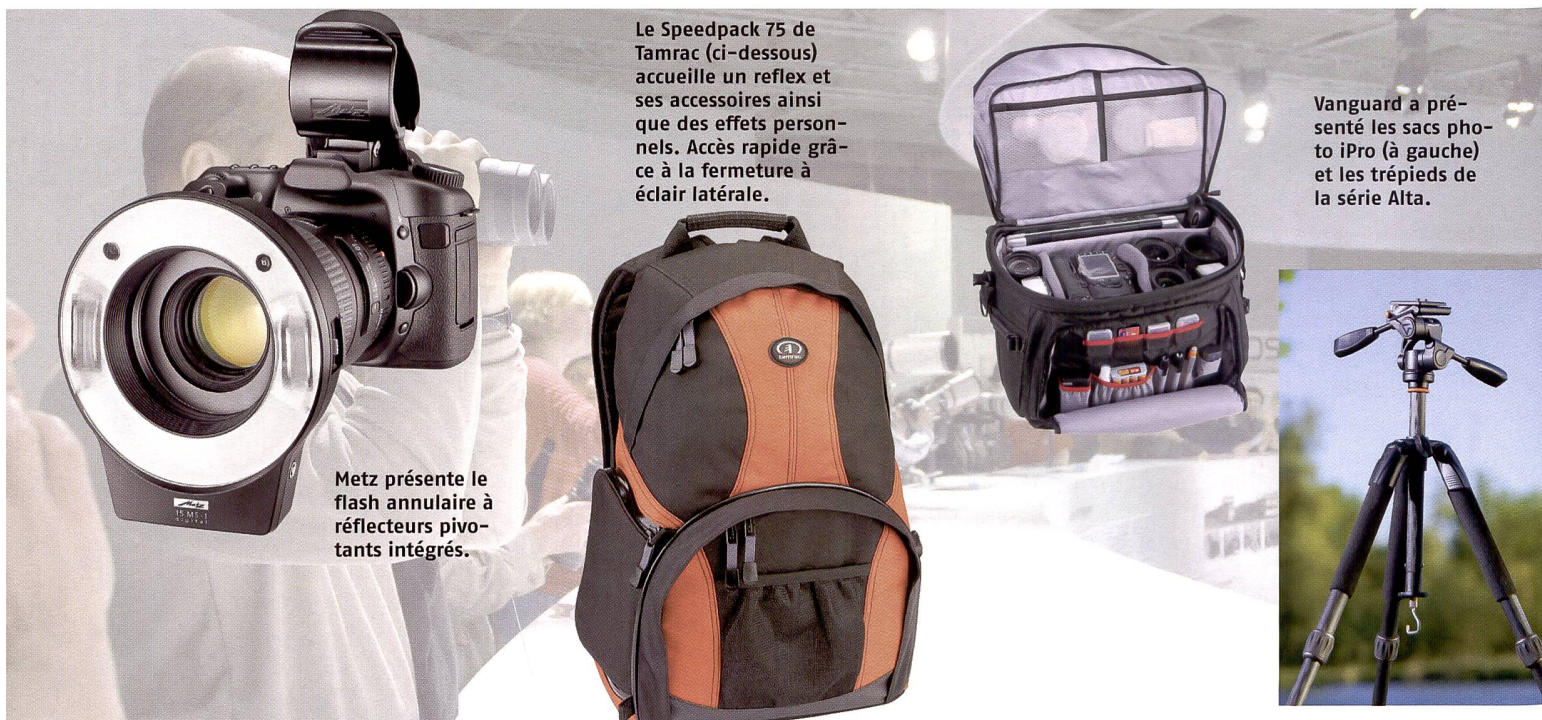 Le Speedpack 75 de
Tamrac (ci-dessous)
accueille un reflex et
ses accessoires ainsi
que des effets person-
nels. Accès rapide grâ-
ce à la fermeture à
éclair latérale.
Vanguard a pré-
senté les sacs pho-
to iPro (à gauche)
et les trépieds de
la série Alta.
Metz présente le
flash annulaire à
réflecteurs pivo-
tants intégrés.
Metz
Metz
15 MS-1
digital
tamrac